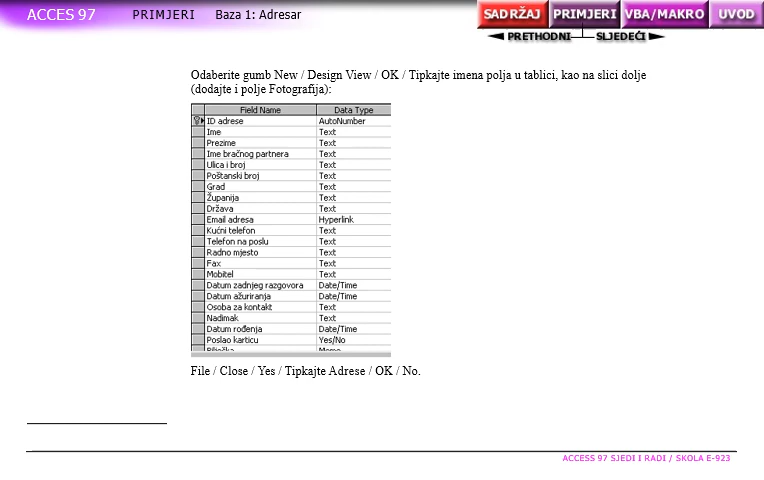 ACCES 97 PRIMJERI Baza 1: Adresar SADRŽAJ PRIMJERI VBA/MAKRO UVOD
PRETHODNI SLJEDEĆI
Odaberite gumb New / Design View / OK / Tipkajte imena polja u tablici, kao na slici dolje
(dodajte i polje Fotografija):
Field Name Data Type
ID adrese AutoNumber
Ime Text
Prezime Text
Ime bračnog partnera Text
Ulica i broj Text
Poštanski broj Text
Grad Text
Županija Text
Država Text
Email adresa Hyperlink
Kućni telefon Text
Telefon na poslu Text
Radno mjesto Text
Fax Text
Mobitel Text
Datum zadnjeg razgovora Date/Time
Datum ažuriranja Date/Time
Osoba za kontakt Text
Nadimak Text
Datum rođenja Date/Time
Poslao karticu Yes/No
Bilješka Memo
File / Close / Yes / Tipkajte Adrese / OK / No.
ACCESS 97 SJEDI I RADI / SKOLA E-923